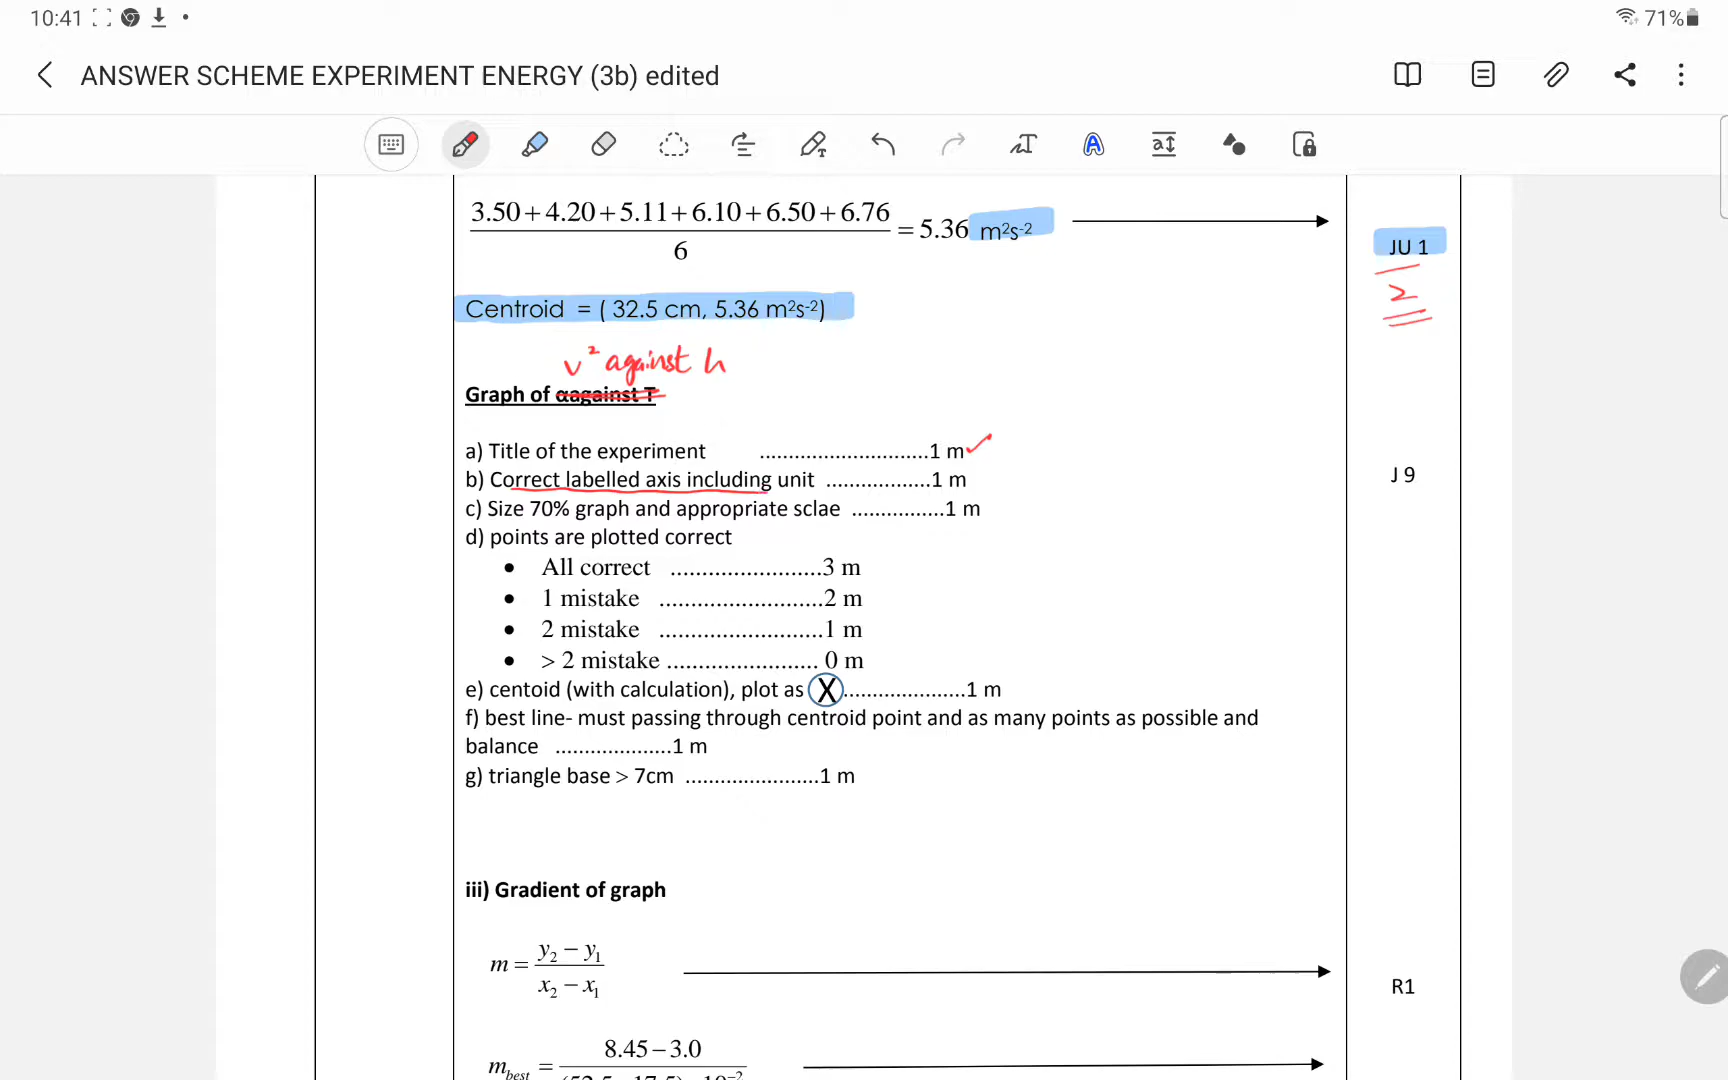 10:41
71%
ANSWER SCHEME EXPERIMENT ENERGY (3b) edited
3.50+4.20+5.11+6.10+6.50+6.76
6
= 5.36 m²s⁻²
JU 1
2
Centroid = ( 32.5 cm, 5.36 m²s⁻²)
v² against h
Graph of αagainst T
a) Title of the experiment .............................1 m
b) Correct labelled axis including unit ..................1 m
J 9
c) Size 70% graph and appropriate sclae ................1 m
d) points are plotted correct
• All correct ........................3 m
• 1 mistake ..........................2 m
• 2 mistake ..........................1 m
• > 2 mistake ........................ 0 m
e) centoid (with calculation), plot as X.....................1 m
f) best line- must passing through centroid point and as many points as possible and
balance ....................1 m
g) triangle base > 7cm .......................1 m
iii) Gradient of graph
m = y₂ − y₁
x₂ − x₁
R1
8.45 − 3.0
m_best =